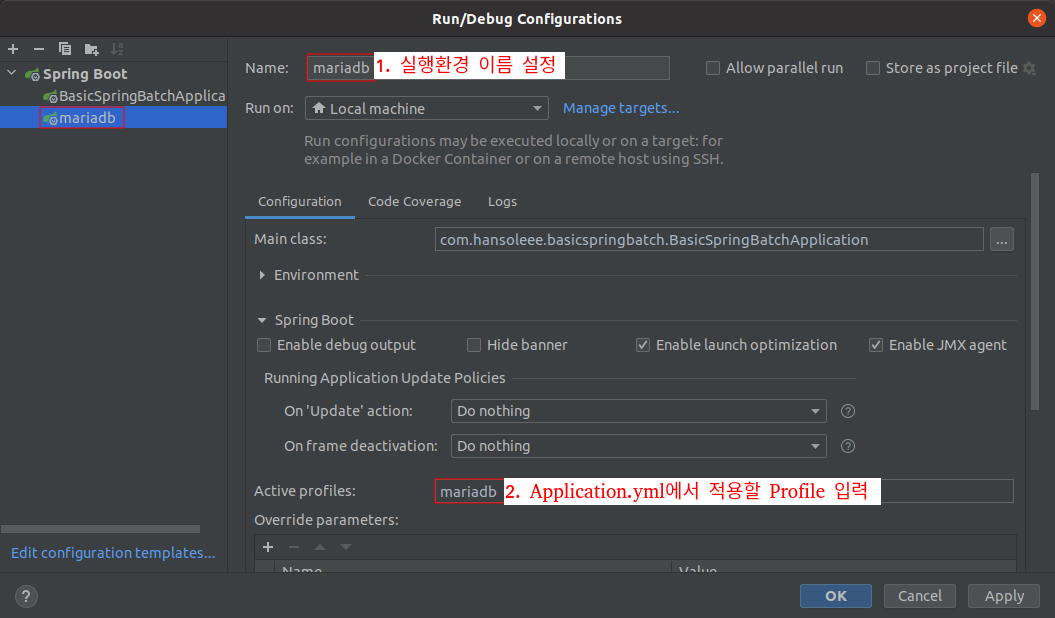 Run/Debug Configurations
Spring Boot
BasicSpringBatchApplica
mariadb
Edit configuration templates...
Name: mariadb 1. 실행환경 이름 설정
Allow parallel run
Store as project file
Run on: Local machine
Manage targets...
Run configurations may be executed locally or on a target: for
example in a Docker Container or on a remote host using SSH.
Configuration Code Coverage Logs
Main class: com.hansoleee.basicspringbatch.BasicSpringBatchApplication ...
Environment
Spring Boot
Enable debug output Hide banner Enable launch optimization Enable JMX agent
Running Application Update Policies
On 'Update' action: Do nothing ?
On frame deactivation: Do nothing ?
Active profiles: mariadb 2. Application.yml에서 적용할 Profile 입력
Override parameters:
Name Value
? OK Cancel Apply